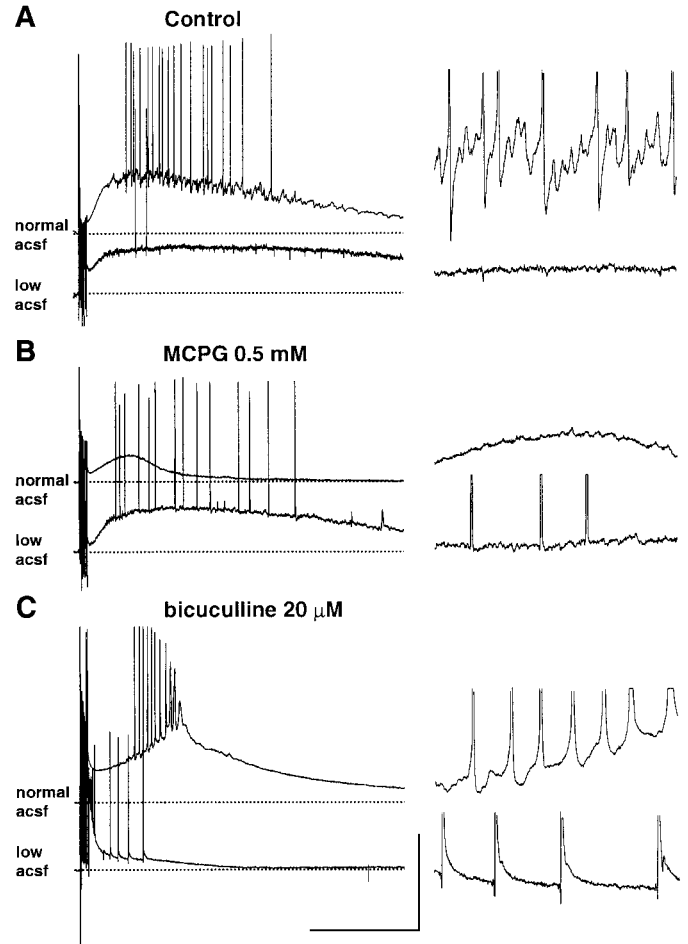 A
Control
normal
acsf
low
acsf
B
MCPG 0.5 mM
normal
acsf
low
acsf
C
bicuculline 20 μM
normal
acsf
low
acsf